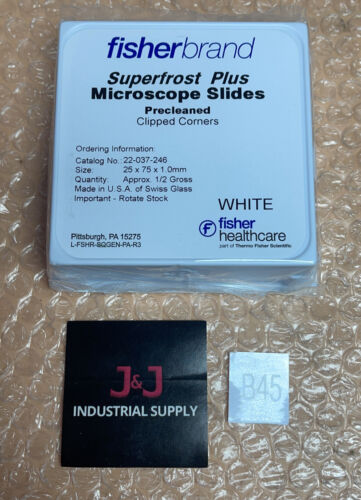 fisherbrand
Superfrost Plus
Microscope Slides
Precleaned
Clipped Corners
Ordering Information:
Catalog No.: 22-037-246
Size: 25 x 75 x 1.0mm
Quantity: Approx. 1/2 Gross
Made in U.S.A. of Swiss Glass
Important - Rotate Stock
WHITE
fisher
healthcare
part of Thermo Fisher Scientific
Pittsburgh, PA 15275
L-FSHR-SQGEN-PA-R3
J&J
INDUSTRIAL SUPPLY
B45